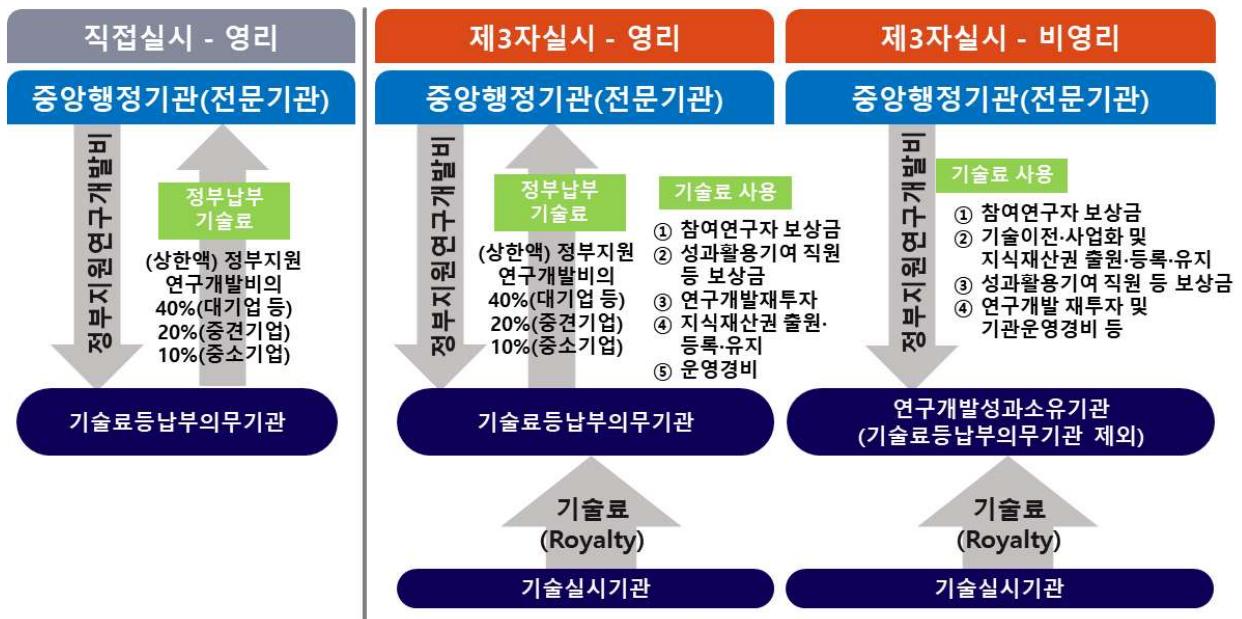 직접실시 - 영리
중앙행정기관(전문기관)
정부지원연구개발비
정부납부
기술료
(상한액) 정부지원
연구개발비의
40%(대기업 등)
20%(중견기업)
10%(중소기업)
기술료등납부의무기관
제3자실시 - 영리
중앙행정기관(전문기관)
정부지원연구개발비
정부납부
기술료
(상한액) 정부지원
연구개발비의
40%(대기업 등)
20%(중견기업)
10%(중소기업)
기술료 사용
① 참여연구자 보상금
② 성과활용기여 직원
등 보상금
③ 연구개발재투자
④ 지식재산권 출원·
등록·유지
⑤ 운영경비
기술료등납부의무기관
기술료
(Royalty)
기술실시기관
제3자실시 - 비영리
중앙행정기관(전문기관)
정부지원연구개발비
기술료 사용
① 참여연구자 보상금
② 기술이전·사업화 및
지식재산권 출원·등록·유지
③ 성과활용기여 직원 등 보상금
④ 연구개발 재투자 및
기관운영경비 등
연구개발성과소유기관
(기술료등납부의무기관 제외)
기술료
(Royalty)
기술실시기관